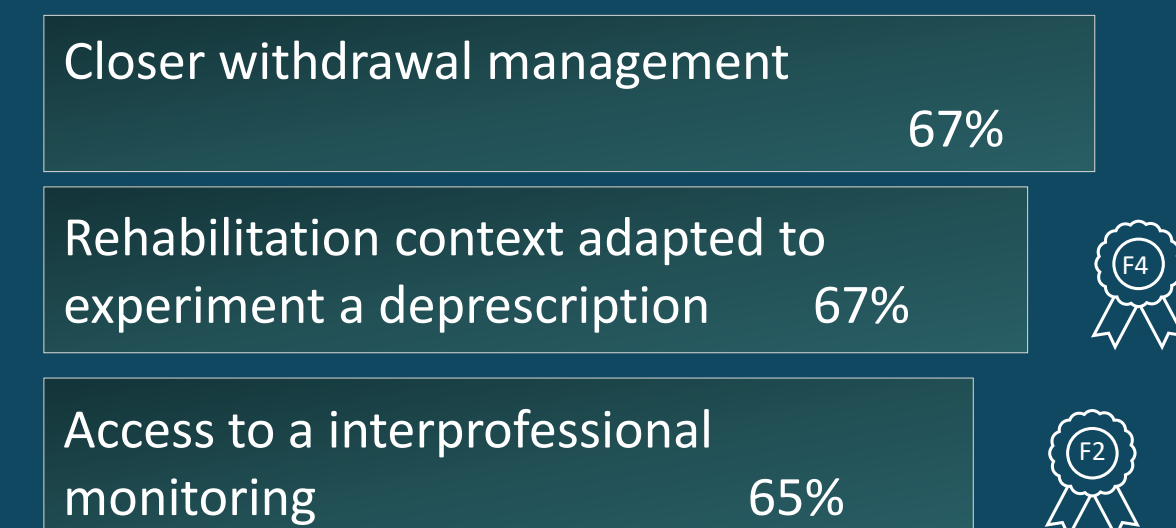 Closer withdrawal management
67%
Rehabilitation context adapted to
experiment a deprescription 67%
F4
Access to a interprofessional
monitoring 65%
F2